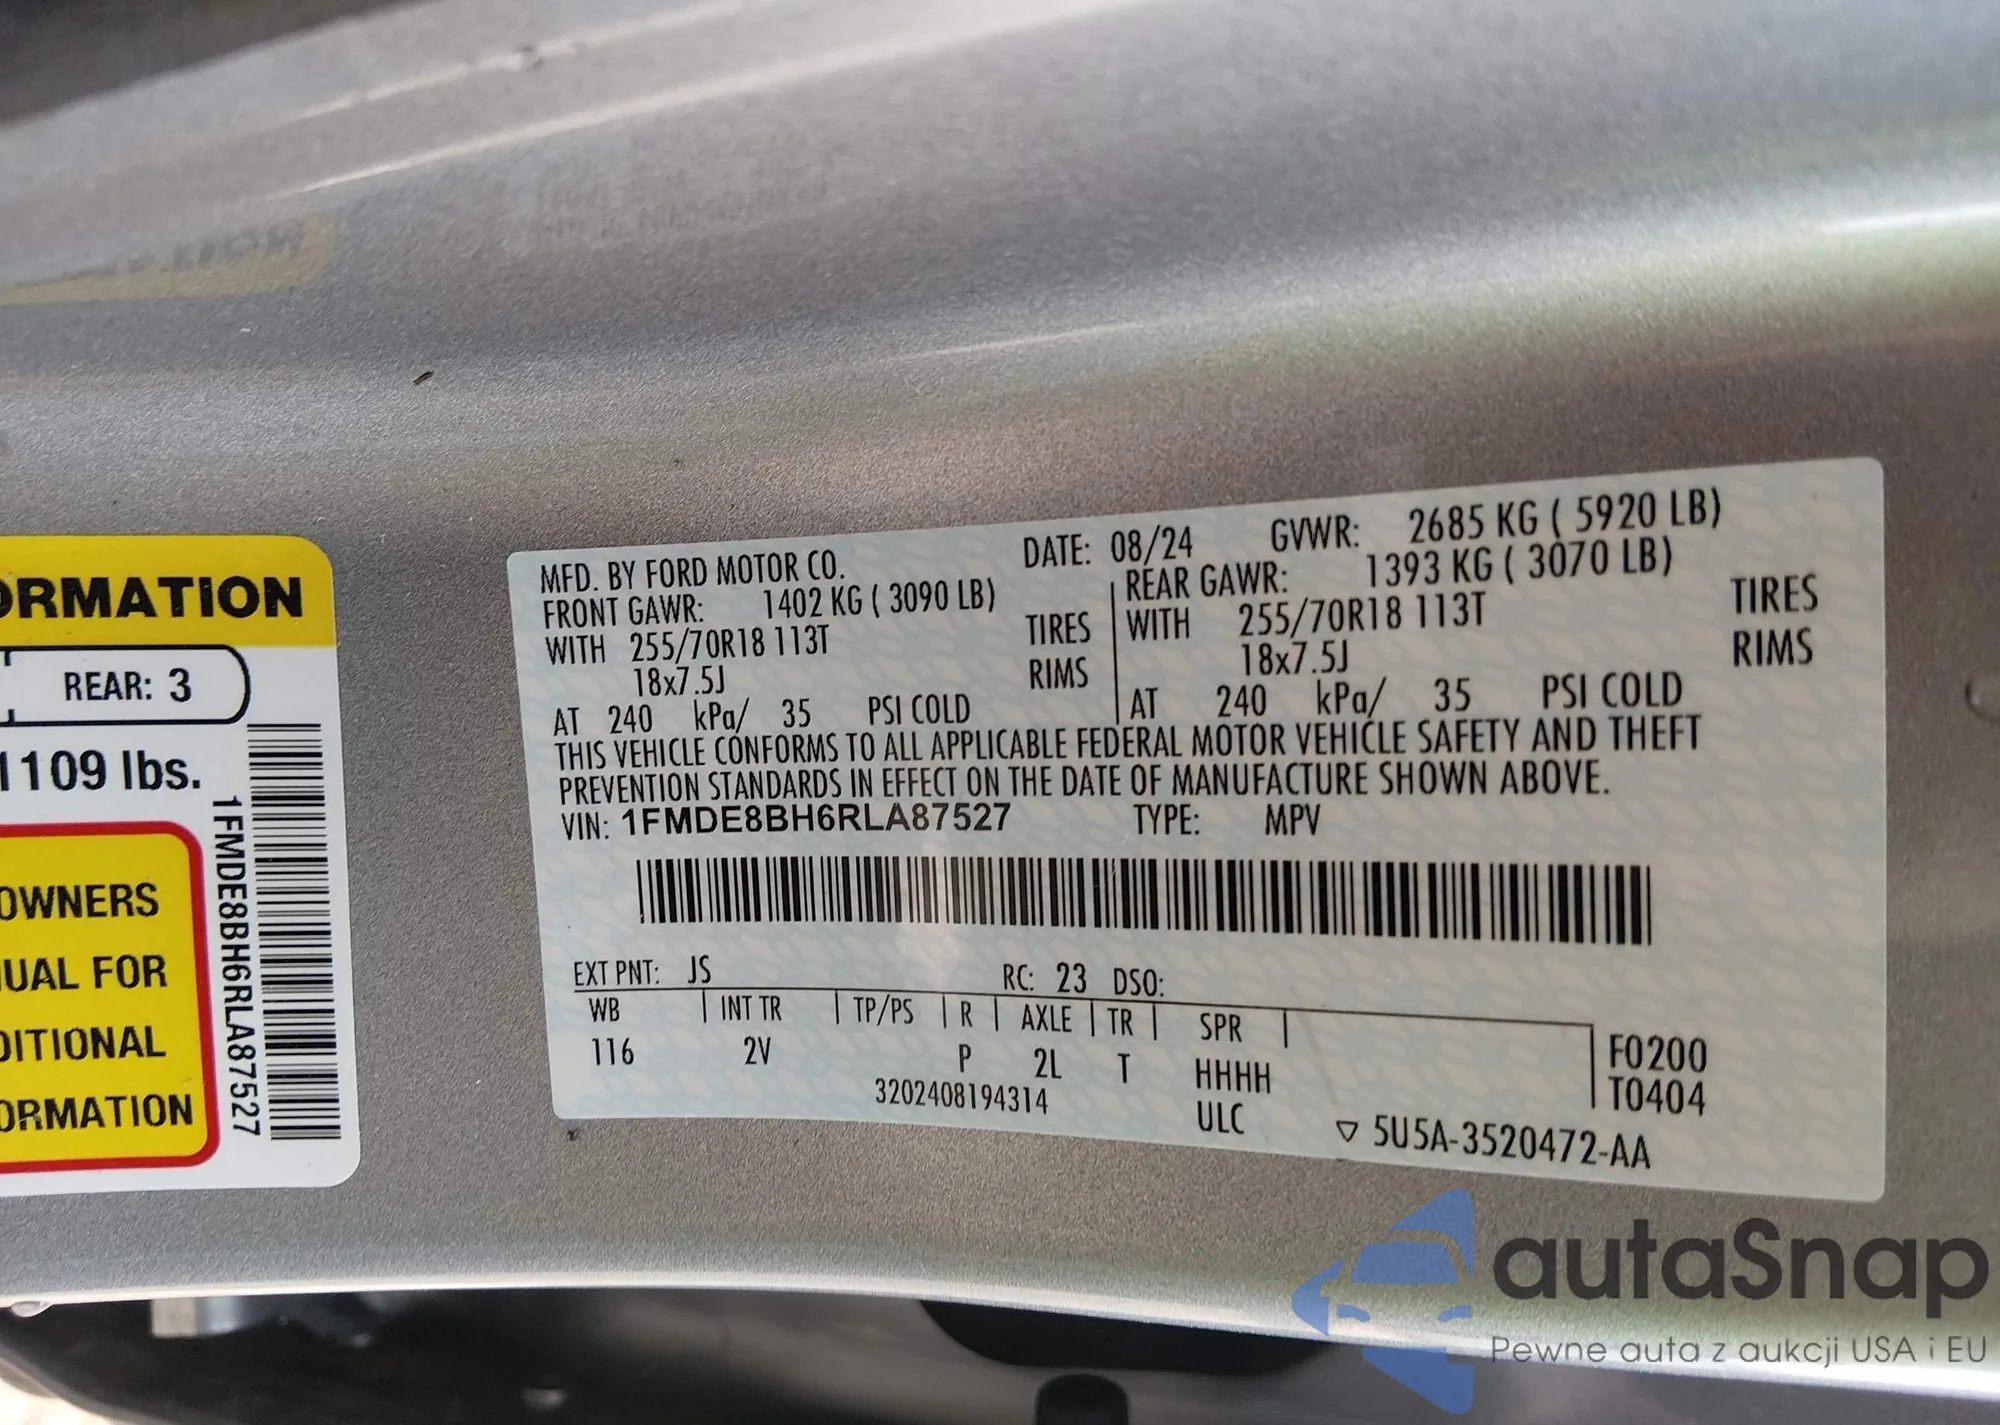 ORMATION
REAR: 3
1109 lbs.
1FMDE8BH6RLA87527
OWNERS
UAL FOR
DITIONAL
ORMATION
MFD. BY FORD MOTOR CO. DATE: 08/24 GVWR: 2685 KG ( 5920 LB)
FRONT GAWR: 1402 KG ( 3090 LB) REAR GAWR: 1393 KG ( 3070 LB)
WITH 255/70R18 113T TIRES WITH 255/70R18 113T TIRES
18x7.5J RIMS 18x7.5J RIMS
AT 240 kPa/ 35 PSI COLD AT 240 kPa/ 35 PSI COLD
THIS VEHICLE CONFORMS TO ALL APPLICABLE FEDERAL MOTOR VEHICLE SAFETY AND THEFT
PREVENTION STANDARDS IN EFFECT ON THE DATE OF MANUFACTURE SHOWN ABOVE.
VIN: 1FMDE8BH6RLA87527 TYPE: MPV
EXT PNT: JS RC: 23 DSO:
WB INT TR TP/PS R AXLE TR SPR
116 2V P 2L T HHHH F0200
3202408194314 ULC T0404
5U5A-3520472-AA
autaSnap
Pewne auta z aukcji USA i EU